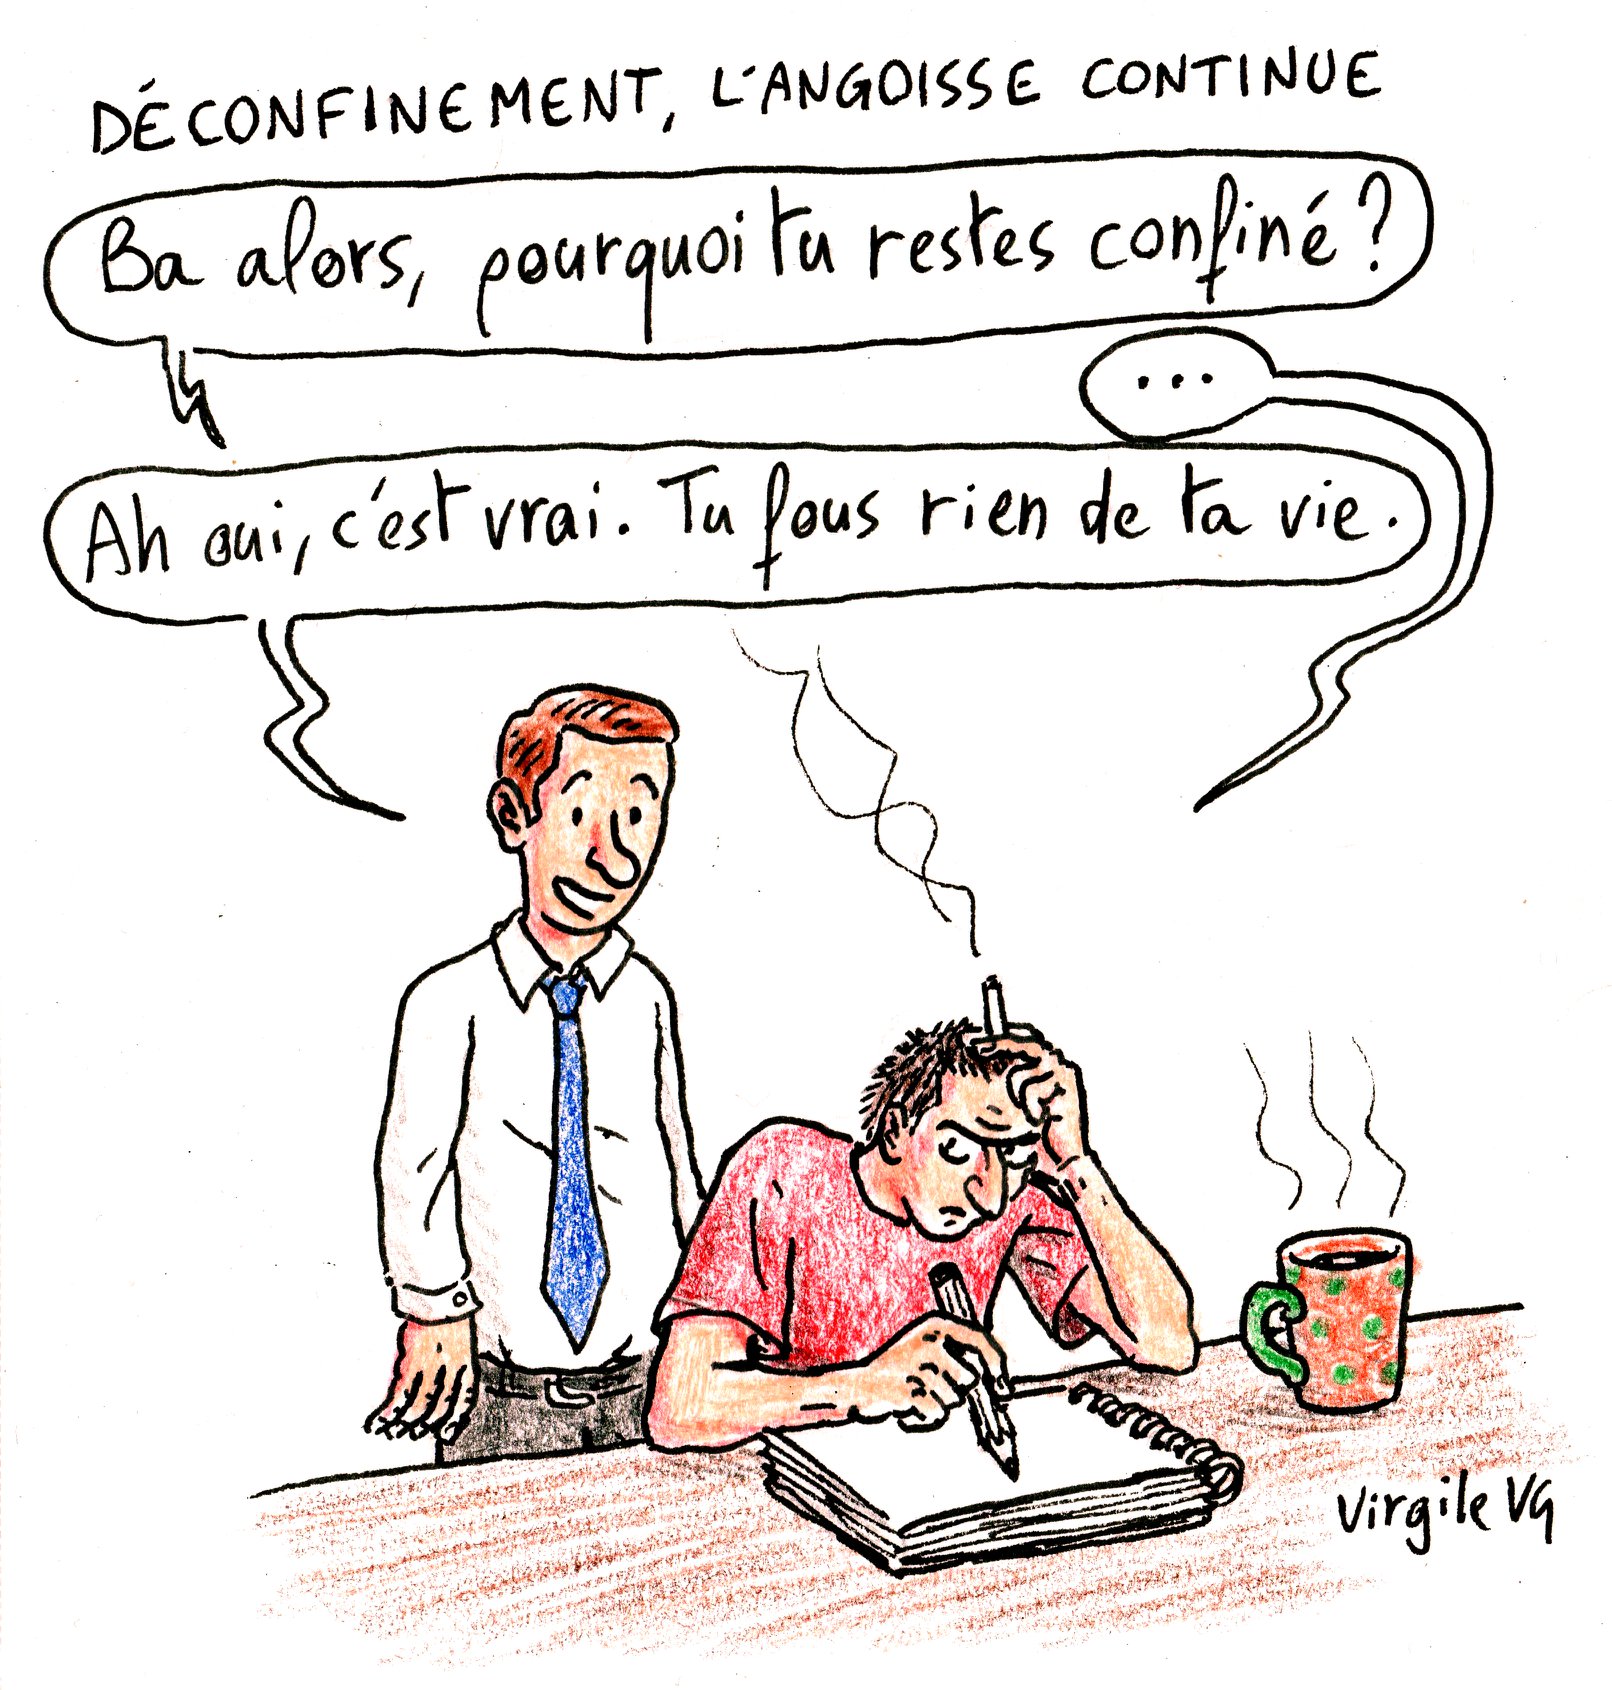 DÉCONFINEMENT, L'ANGOISSE CONTINUE
Ba alors, pourquoi tu restes confiné ?
...
Ah oui, c'est vrai. Tu fous rien de ta vie.
Virgile VG